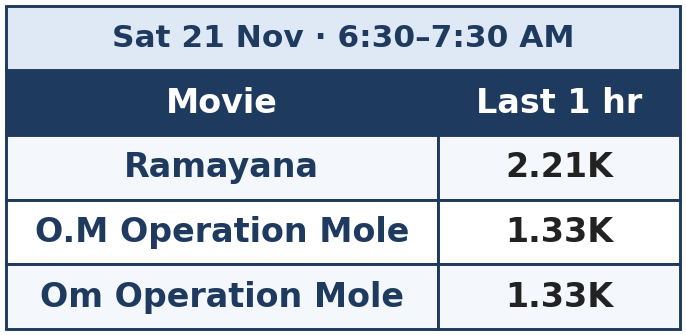 Sat 21 Nov · 6:30–7:30 AM
Movie Last 1 hr
Ramayana 2.21K
O.M Operation Mole 1.33K
Om Operation Mole 1.33K